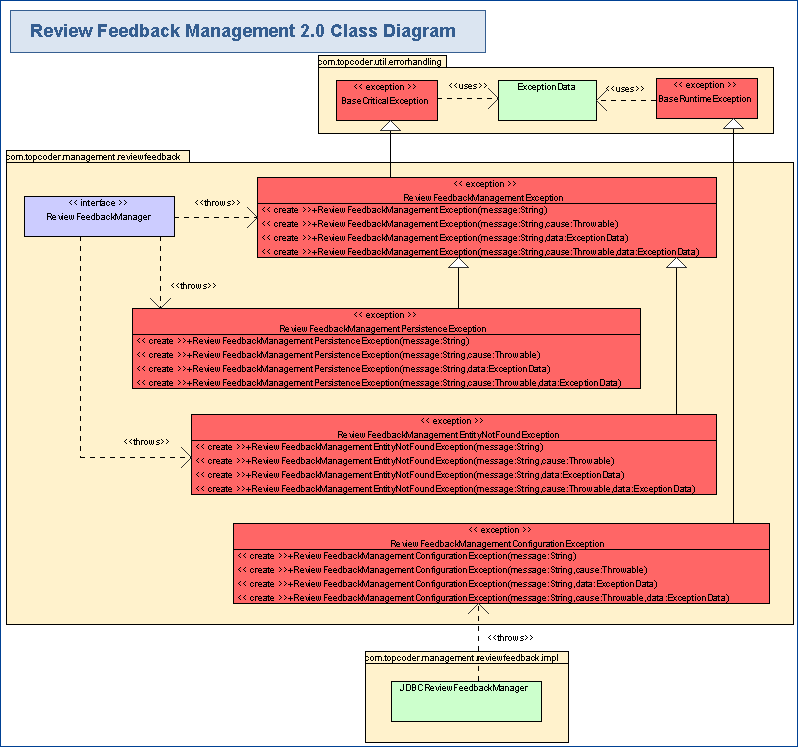 Review Feedback Management 2.0 Class Diagram
com.topcoder.util.errorhandling
<< exception >>
BaseCriticalException
<<uses>>
ExceptionData
<<uses>>
<< exception >>
BaseRuntimeException
com.topcoder.management.reviewfeedback
<< interface >>
ReviewFeedbackManager
<<throws>>
<< exception >>
ReviewFeedbackManagementException
<< create >>+ReviewFeedbackManagementException(message:String)
<< create >>+ReviewFeedbackManagementException(message:String,cause:Throwable)
<< create >>+ReviewFeedbackManagementException(message:String,data:ExceptionData)
<< create >>+ReviewFeedbackManagementException(message:String,cause:Throwable,data:ExceptionData)
<<throws>>
<< exception >>
ReviewFeedbackManagementPersistenceException
<< create >>+ReviewFeedbackManagementPersistenceException(message:String)
<< create >>+ReviewFeedbackManagementPersistenceException(message:String,cause:Throwable)
<< create >>+ReviewFeedbackManagementPersistenceException(message:String,data:ExceptionData)
<< create >>+ReviewFeedbackManagementPersistenceException(message:String,cause:Throwable,data:ExceptionData)
<<throws>>
<< exception >>
ReviewFeedbackManagementEntityNotFoundException
<< create >>+ReviewFeedbackManagementEntityNotFoundException(message:String)
<< create >>+ReviewFeedbackManagementEntityNotFoundException(message:String,cause:Throwable)
<< create >>+ReviewFeedbackManagementEntityNotFoundException(message:String,data:ExceptionData)
<< create >>+ReviewFeedbackManagementEntityNotFoundException(message:String,cause:Throwable,data:ExceptionData)
<< exception >>
ReviewFeedbackManagementConfigurationException
<< create >>+ReviewFeedbackManagementConfigurationException(message:String)
<< create >>+ReviewFeedbackManagementConfigurationException(message:String,cause:Throwable)
<< create >>+ReviewFeedbackManagementConfigurationException(message:String,data:ExceptionData)
<< create >>+ReviewFeedbackManagementConfigurationException(message:String,cause:Throwable,data:ExceptionData)
<<throws>>
com.topcoder.management.reviewfeedback.impl
JDBCReviewFeedbackManager